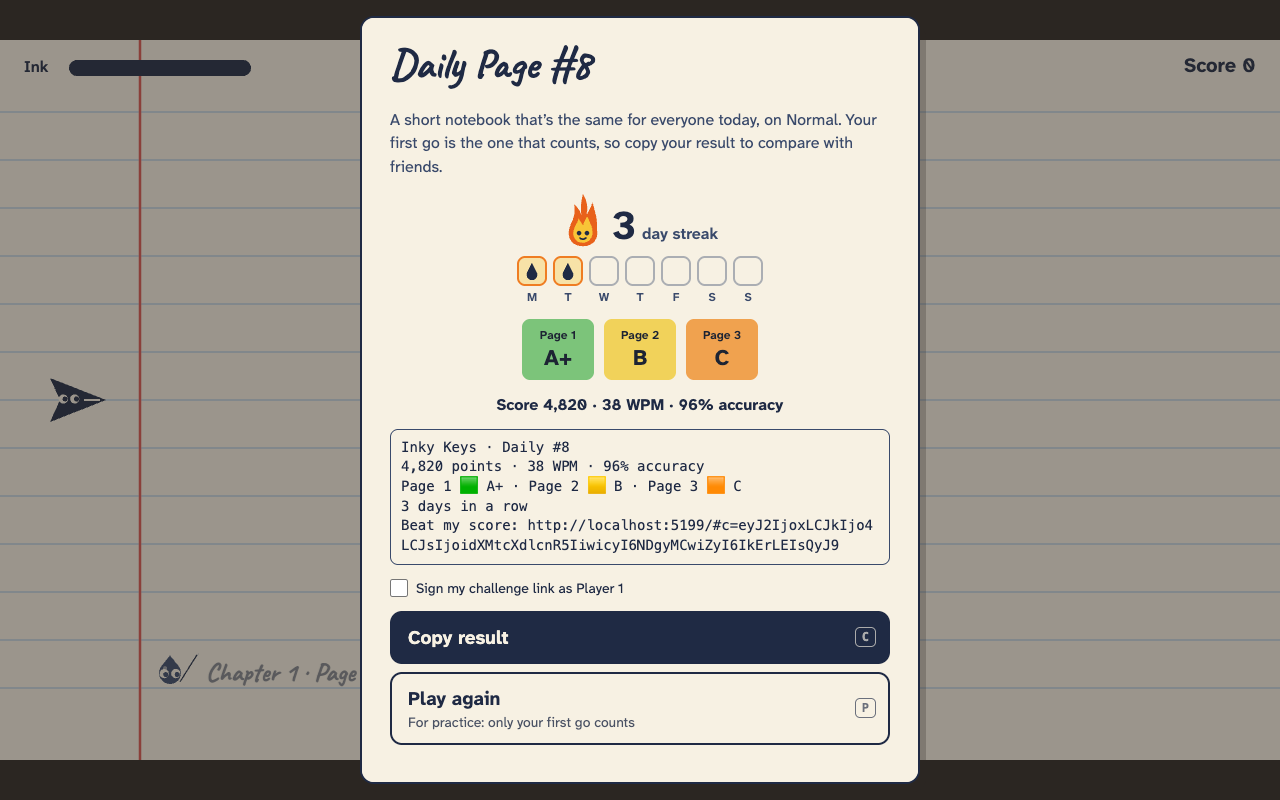 Ink
Score 0
Daily Page #8
A short notebook that's the same for everyone today, on Normal. Your
first go is the one that counts, so copy your result to compare with
friends.
3 day streak
M T W T F S S
Page 1 Page 2 Page 3
A+ B C
Score 4,820 · 38 WPM · 96% accuracy
Inky Keys · Daily #8
4,820 points · 38 WPM · 96% accuracy
Page 1 🟩 A+ · Page 2 🟨 B · Page 3 🟧 C
3 days in a row
Beat my score: http://localhost:5199/#c=eyJ2IjoxLCJkIjo4
LCJsIjoidXMtcXdlcnR5IiwicyI6NDgyMCwiZyI6IkErLEIsQyJ9
Sign my challenge link as Player 1
Copy result C
Play again P
For practice: only your first go counts
Chapter 1 · Page